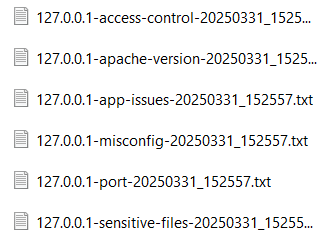 127.0.0.1-access-control-20250331_1525...
127.0.0.1-apache-version-20250331_1525...
127.0.0.1-app-issues-20250331_152557.txt
127.0.0.1-misconfig-20250331_152557.txt
127.0.0.1-port-20250331_152557.txt
127.0.0.1-sensitive-files-20250331_15255...